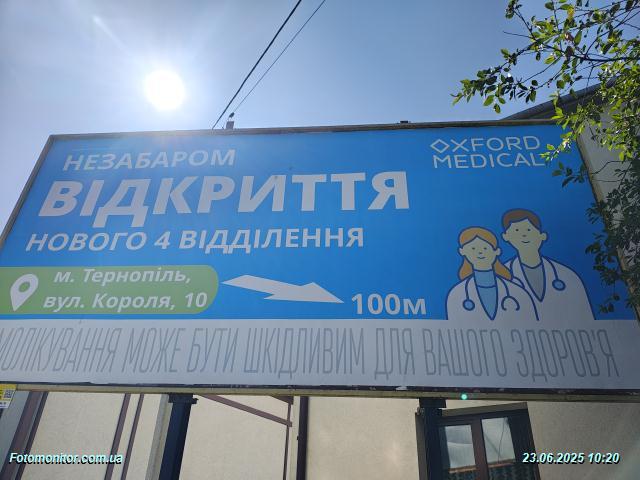 НЕЗАБАРОМ
ВІДКРИТТЯ
НОВОГО 4 ВІДДІЛЕННЯ
OXFORD
MEDICAL
м. Тернопіль,
вул. Короля, 10
100м
МОЛІКУВАННЯ МОЖЕ БУТИ ШКІДЛИВИМ ДЛЯ ВАШОГО ЗДОРОВ'Я
Fotomonitor.com.ua
23.06.2025 10:20